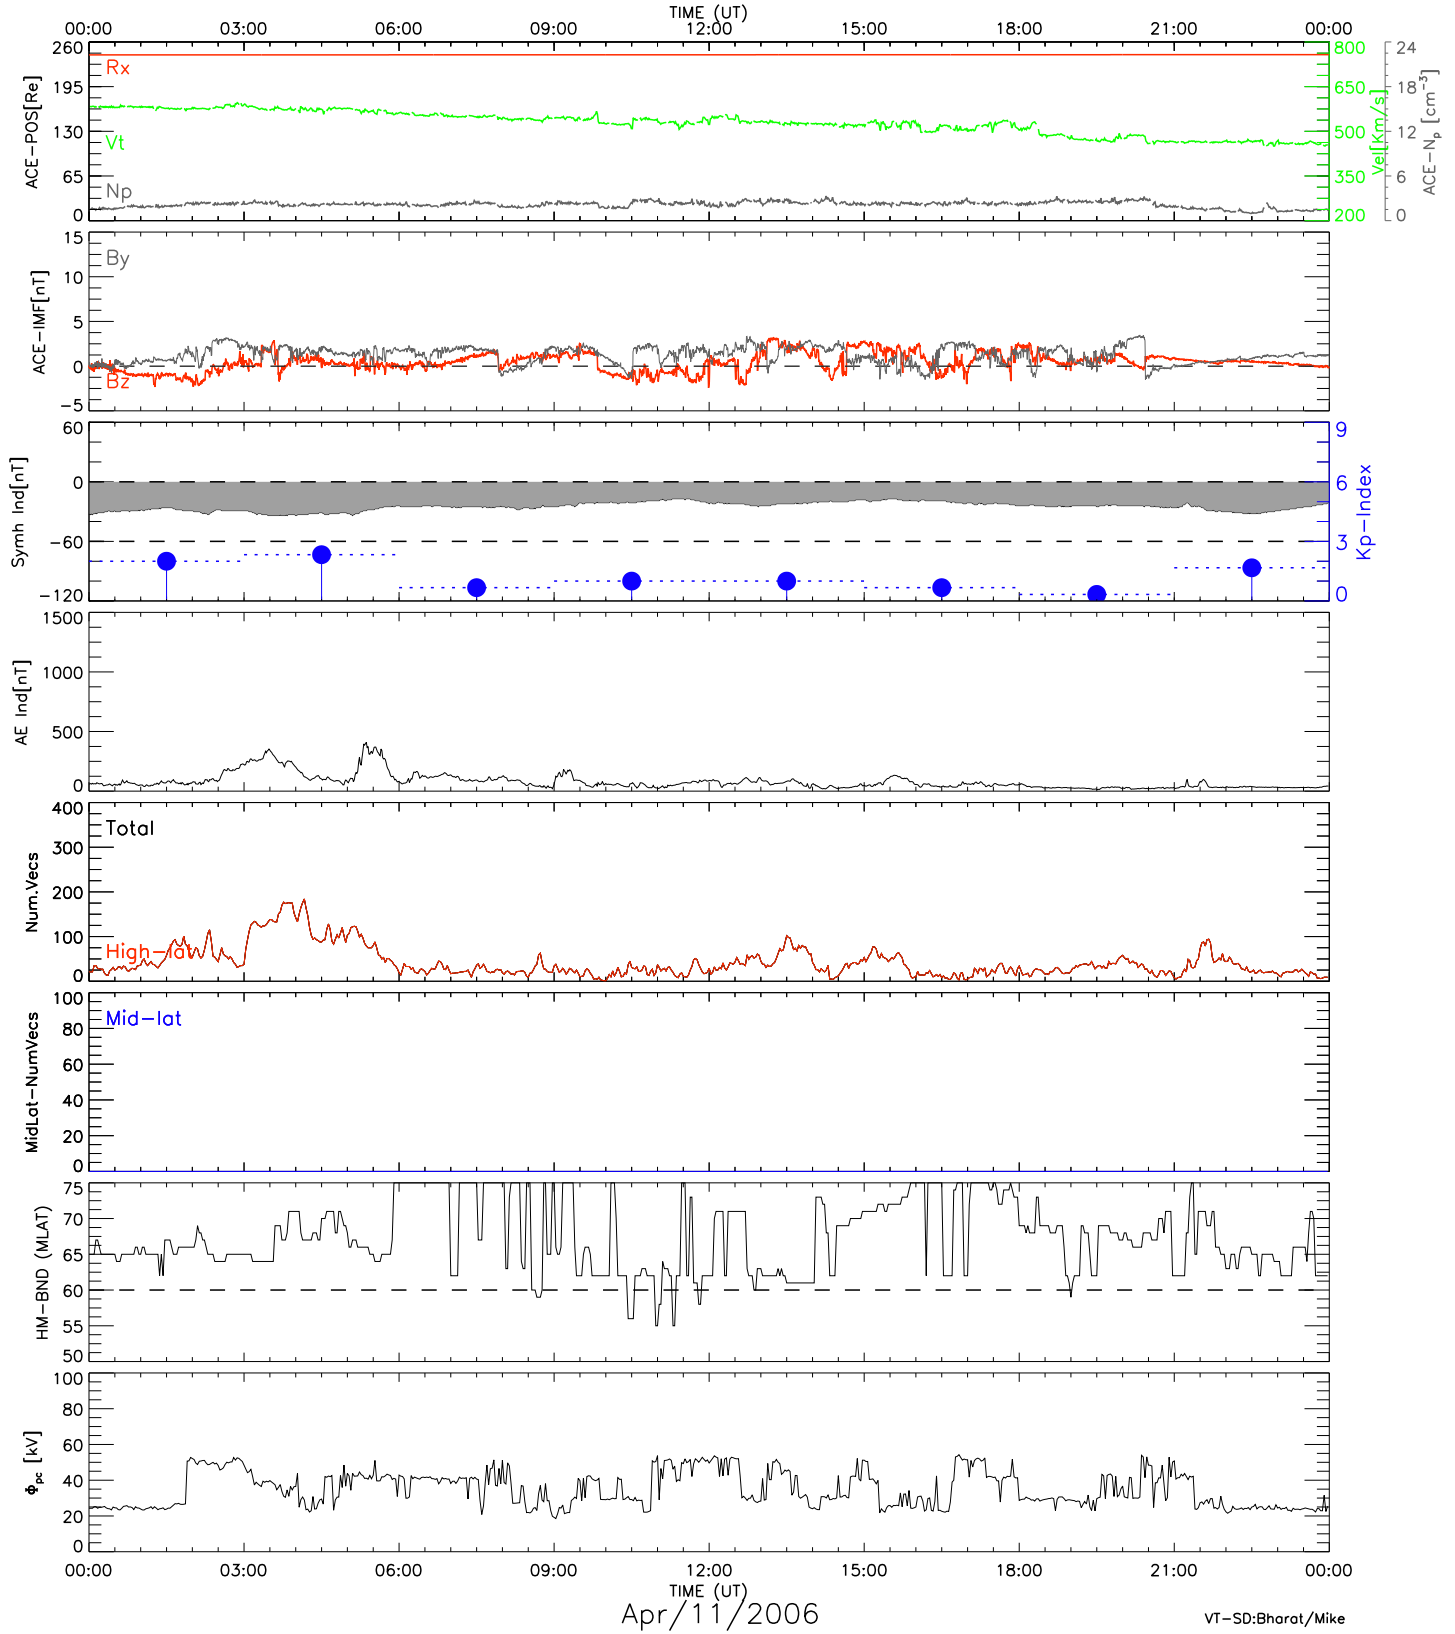 TIME (UT)
00:00 03:00 06:00 09:00 12:00 15:00 18:00 21:00 00:00
ACE-POS[Re]
260
195
130
65
0
Rx
Vt
Np
800
650
500
350
200
Vel[Km/s]
24
18
12
6
0
ACE-Np [cm-3]
ACE-IMF[nT]
15
10
5
0
-5
By
Bz
Symh Ind[nT]
60
0
-60
-120
9
6
3
0
Kp-Index
AE Ind[nT]
1500
1000
500
0
Num.Vecs
400
300
200
100
0
Total
High-lat
MidLat-NumVecs
100
80
60
40
20
0
Mid-lat
HM-BND (MLAT)
75
70
65
60
55
50
Φpc [kV]
100
80
60
40
20
0
00:00 03:00 06:00 09:00 12:00 15:00 18:00 21:00 00:00
TIME (UT)
Apr/11/2006
VT-SD:Bharat/Mike